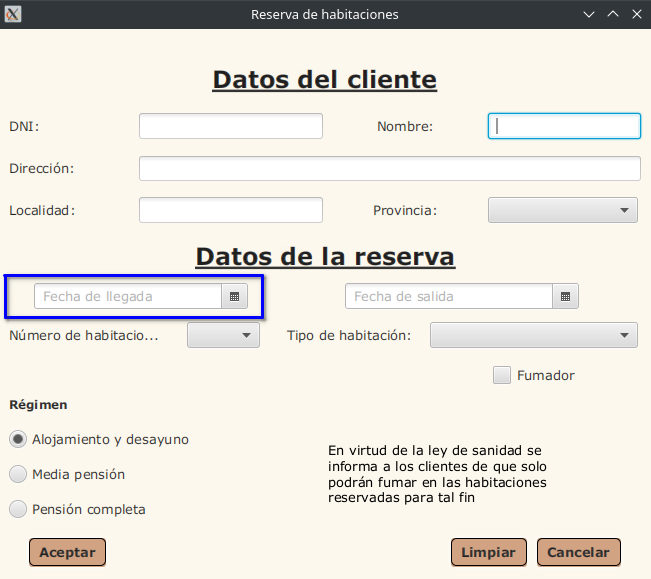 Reserva de habitaciones
Datos del cliente
DNI:
Nombre:
Dirección:
Localidad:
Provincia:
Datos de la reserva
Fecha de llegada
Fecha de salida
Número de habitacio...
Tipo de habitación:
Fumador
Régimen
Alojamiento y desayuno
Media pensión
Pensión completa
En virtud de la ley de sanidad se
informa a los clientes de que solo
podrán fumar en las habitaciones
reservadas para tal fin
Aceptar
Limpiar
Cancelar